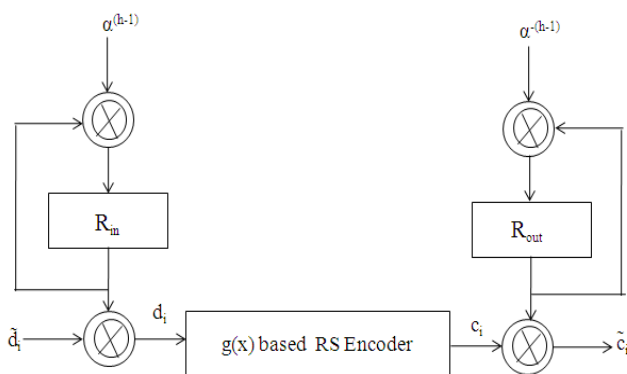 α⁽ʰ⁻¹⁾
α⁻⁽ʰ⁻¹⁾
R_in
R_out
d̃_i
d_i
g(x) based RS Encoder
c_i
c̃_i